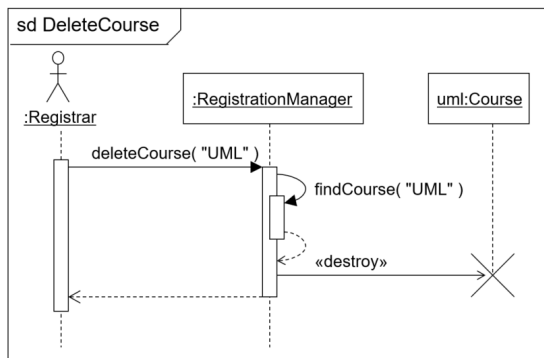 sd DeleteCourse
:Registrar
:RegistrationManager
uml:Course
deleteCourse( "UML" )
findCourse( "UML" )
«destroy»